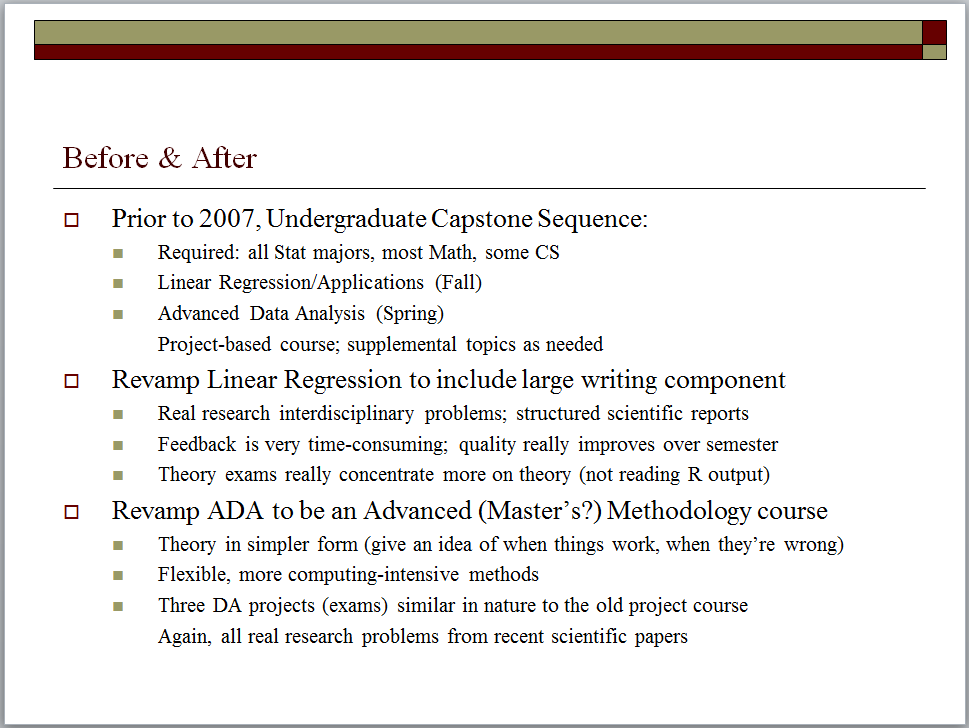 Before & After
Prior to 2007, Undergraduate Capstone Sequence:
Required: all Stat majors, most Math, some CS
Linear Regression/Applications (Fall)
Advanced Data Analysis (Spring)
Project-based course; supplemental topics as needed
Revamp Linear Regression to include large writing component
Real research interdisciplinary problems; structured scientific reports
Feedback is very time-consuming; quality really improves over semester
Theory exams really concentrate more on theory (not reading R output)
Revamp ADA to be an Advanced (Master’s?) Methodology course
Theory in simpler form (give an idea of when things work, when they’re wrong)
Flexible, more computing-intensive methods
Three DA projects (exams) similar in nature to the old project course
Again, all real research problems from recent scientific papers